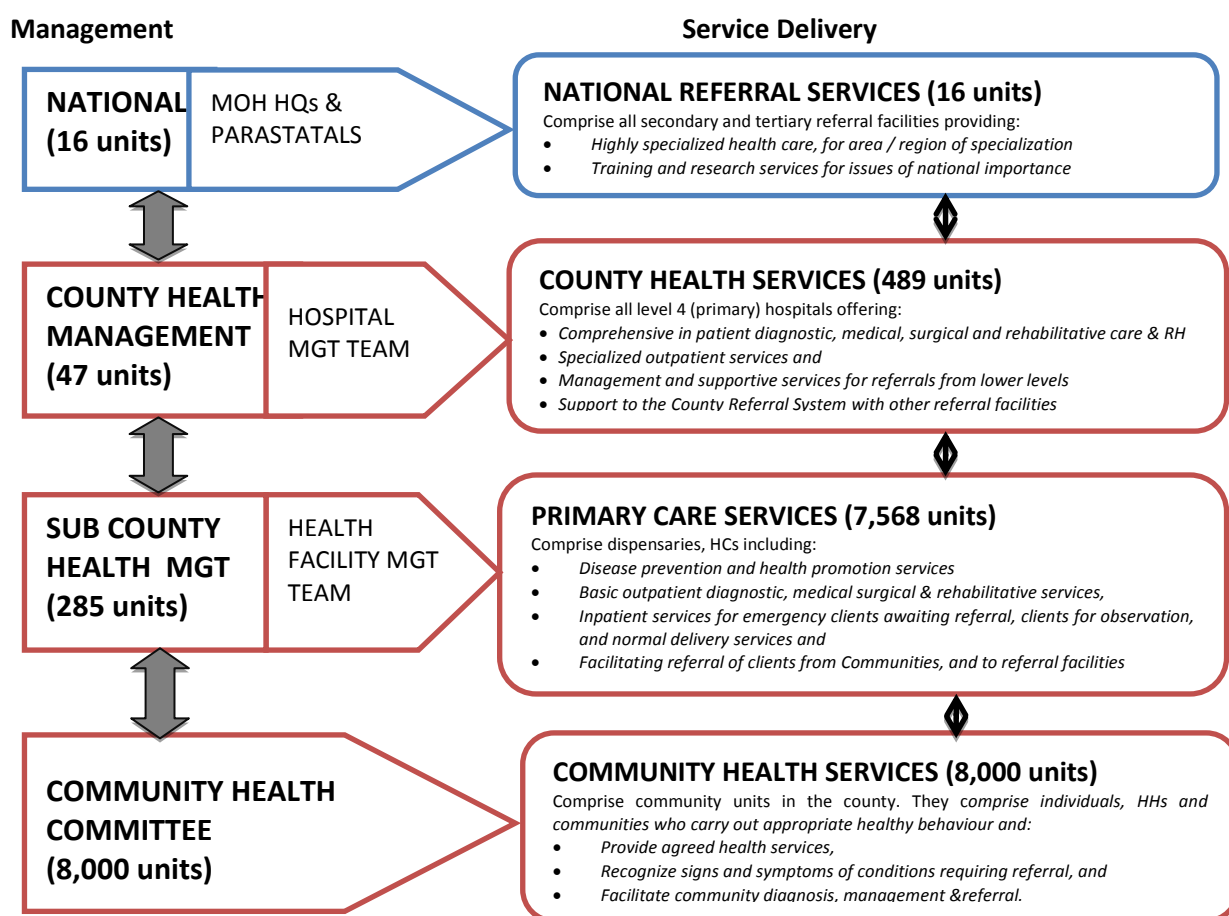 Management
Service Delivery
NATIONAL
(16 units)
MOH HQs &
PARASTATALS
NATIONAL REFERRAL SERVICES (16 units)
Comprise all secondary and tertiary referral facilities providing:
• Highly specialized health care, for area / region of specialization
• Training and research services for issues of national importance
COUNTY HEALTH
MANAGEMENT
(47 units)
HOSPITAL
MGT TEAM
COUNTY HEALTH SERVICES (489 units)
Comprise all level 4 (primary) hospitals offering:
• Comprehensive in patient diagnostic, medical, surgical and rehabilitative care & RH
• Specialized outpatient services and
• Management and supportive services for referrals from lower levels
• Support to the County Referral System with other referral facilities
SUB COUNTY
HEALTH MGT
(285 units)
HEALTH
FACILITY MGT
TEAM
PRIMARY CARE SERVICES (7,568 units)
Comprise dispensaries, HCs including:
• Disease prevention and health promotion services
• Basic outpatient diagnostic, medical surgical & rehabilitative services,
• Inpatient services for emergency clients awaiting referral, clients for observation,
and normal delivery services and
• Facilitating referral of clients from Communities, and to referral facilities
COMMUNITY HEALTH
COMMITTEE
(8,000 units)
COMMUNITY HEALTH SERVICES (8,000 units)
Comprise community units in the county. They comprise individuals, HHs and
communities who carry out appropriate healthy behaviour and:
• Provide agreed health services,
• Recognize signs and symptoms of conditions requiring referral, and
• Facilitate community diagnosis, management &referral.